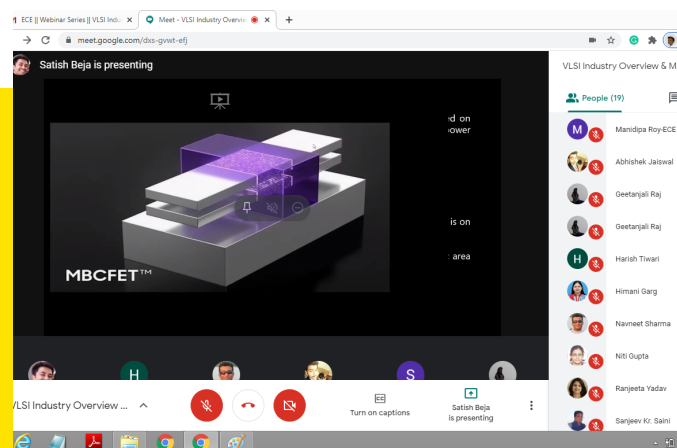 ECE || Webinar Series || VLSI Indu
Meet - VLSI Industry Overvie
meet.google.com/dxs-gvwt-efj
Satish Beja is presenting
VLSI Industry Overview & M
People (19)
ed on
power
is on
area
MBCFET™
M
Manidipa Roy-ECE
Abhishek Jaiswal
Geetanjali Raj
Geetanjali Raj
H
Harish Tiwari
Himani Garg
Navneet Sharma
Niti Gupta
Ranjeeta Yadav
Sanjeev Kr. Saini
H
S
VLSI Industry Overview ...
Turn on captions
Satish Beja
is presenting